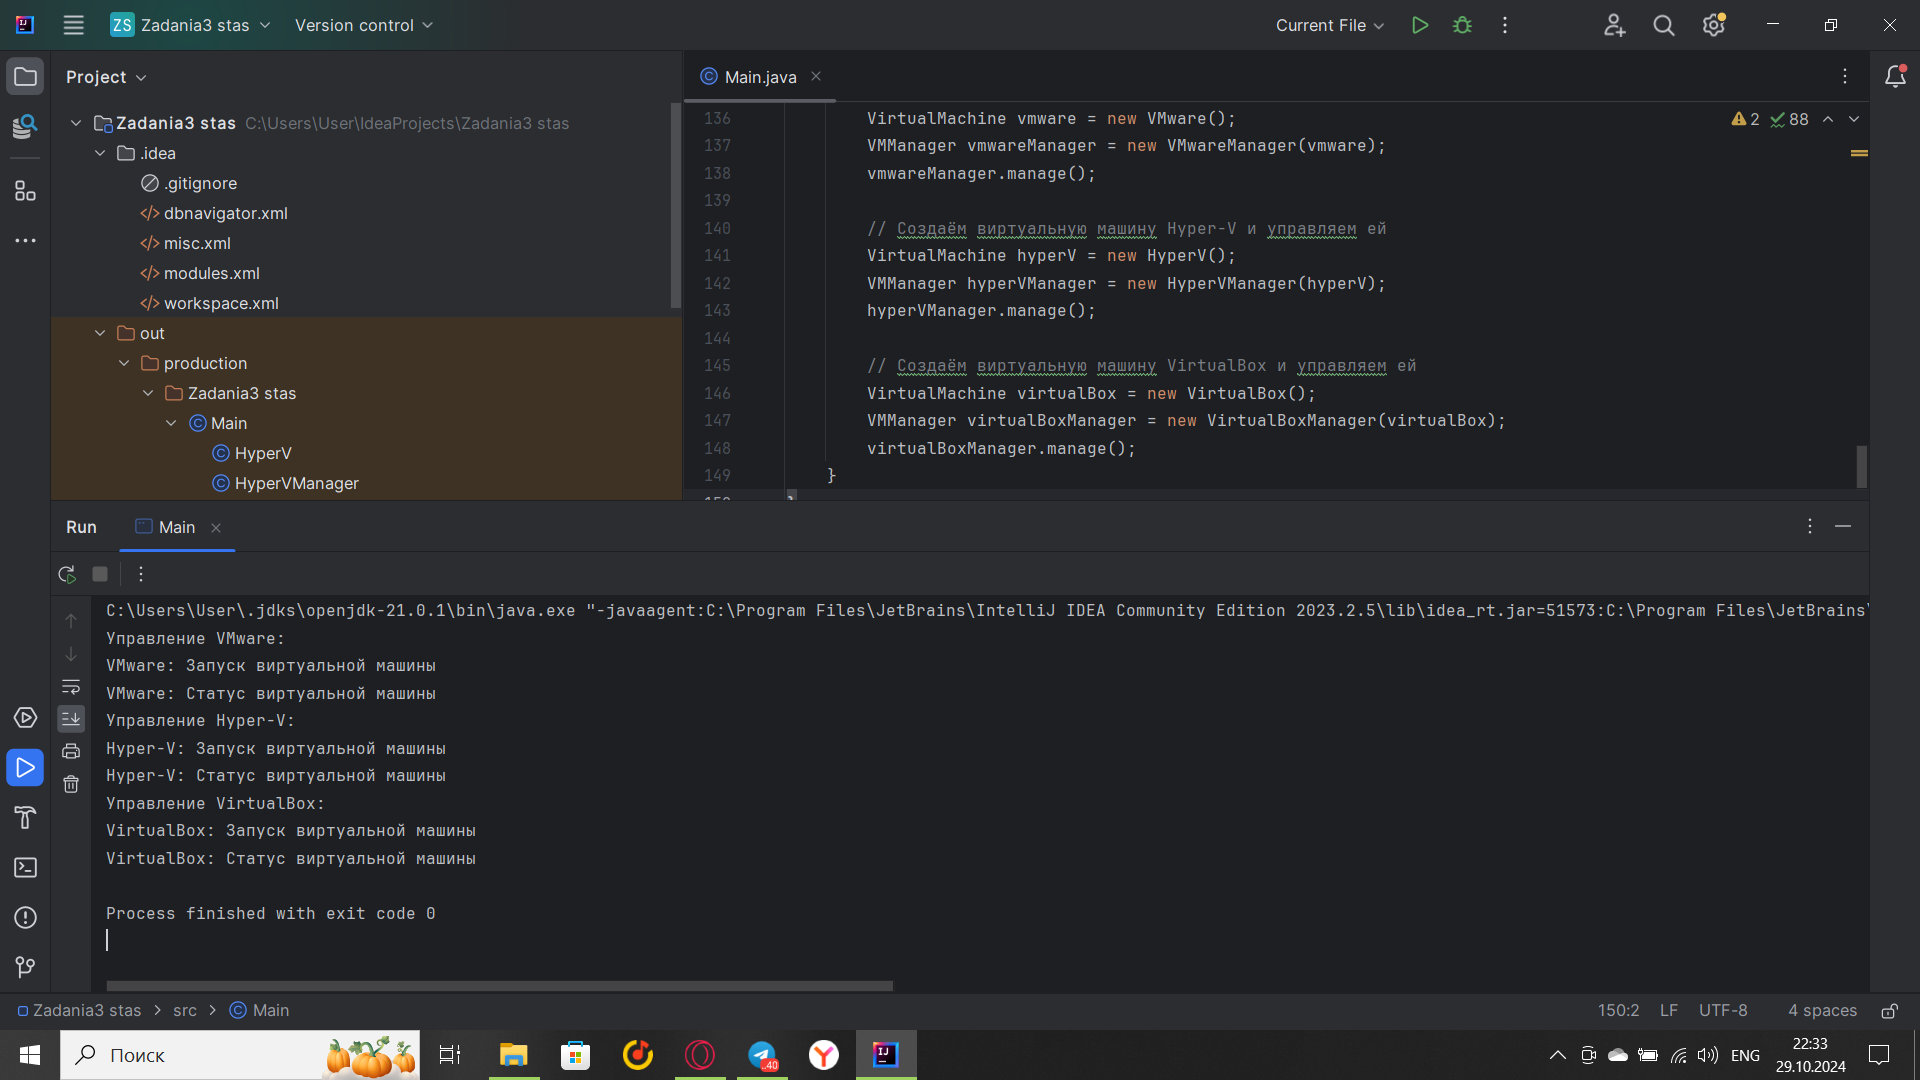 ZS Zadania3 stas Version control Current File
Project
Main.java
Zadania3 stas C:\Users\User\IdeaProjects\Zadania3 stas
.idea
.gitignore
dbnavigator.xml
misc.xml
modules.xml
workspace.xml
out
production
Zadania3 stas
Main
HyperV
HyperVManager
2 88
136 VirtualMachine vmware = new VMware();
137 VMManager vmwareManager = new VMwareManager(vmware);
138 vmwareManager.manage();
139
140 // Создаём виртуальную машину Hyper-V и управляем ей
141 VirtualMachine hyperV = new HyperV();
142 VMManager hyperVManager = new HyperVManager(hyperV);
143 hyperVManager.manage();
144
145 // Создаём виртуальную машину VirtualBox и управляем ей
146 VirtualMachine virtualBox = new VirtualBox();
147 VMManager virtualBoxManager = new VirtualBoxManager(virtualBox);
148 virtualBoxManager.manage();
149 }
Run Main
C:\Users\User\.jdks\openjdk-21.0.1\bin\java.exe "-javaagent:C:\Program Files\JetBrains\IntelliJ IDEA Community Edition 2023.2.5\lib\idea_rt.jar=51573:C:\Program Files\JetBrains\
Управление VMware:
VMware: Запуск виртуальной машины
VMware: Статус виртуальной машины
Управление Hyper-V:
Hyper-V: Запуск виртуальной машины
Hyper-V: Статус виртуальной машины
Управление VirtualBox:
VirtualBox: Запуск виртуальной машины
VirtualBox: Статус виртуальной машины
Process finished with exit code 0
Zadania3 stas > src > Main 150:2 LF UTF-8 4 spaces
Поиск
40
ENG
22:33
29.10.2024